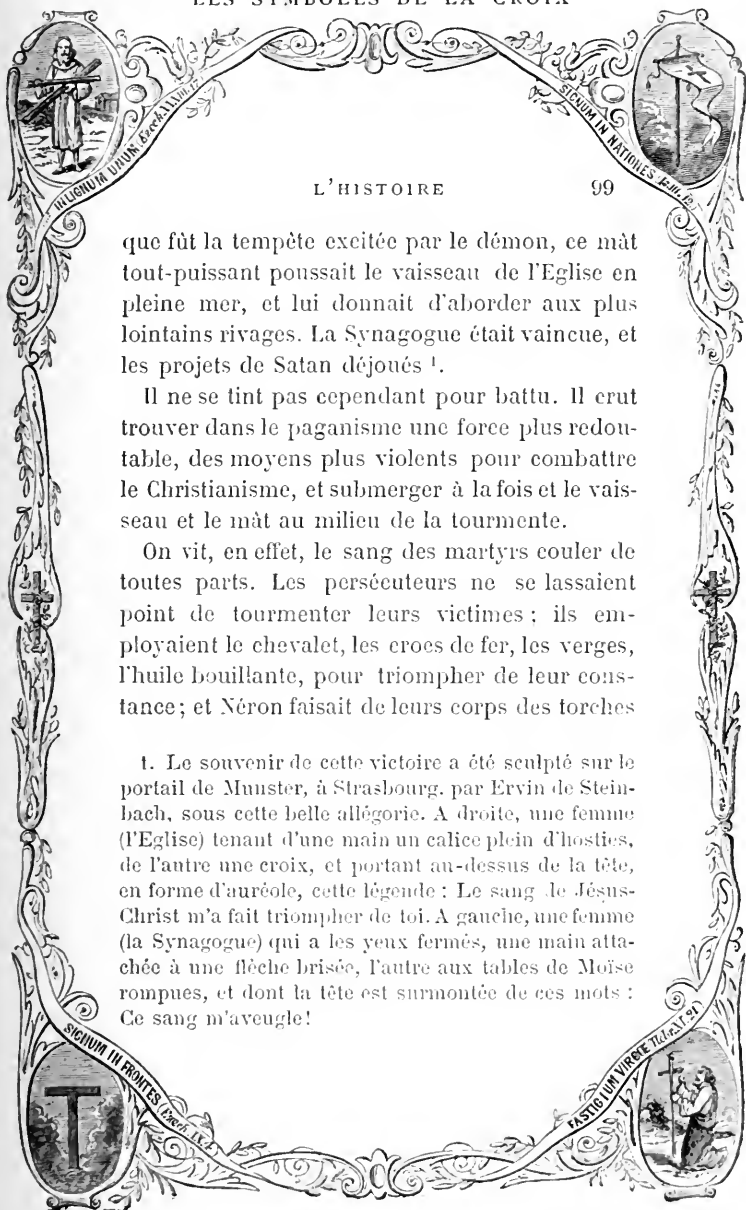 LES SYMBOLES DE LA CROIX
IN LIGNUM UNUM (Ezech. XXXVII. 17.
SIGNUM IN NATIONES
L'HISTOIRE 99
que fût la tempête excitée par le démon, ce mât
tout-puissant poussait le vaisseau de l'Eglise en
pleine mer, et lui donnait d'aborder aux plus
lointains rivages. La Synagogue était vaincue, et
les projets de Satan déjoués ¹.
Il ne se tint pas cependant pour battu. Il crut
trouver dans le paganisme une force plus redou-
table, des moyens plus violents pour combattre
le Christianisme, et submerger à la fois et le vais-
seau et le mât au milieu de la tourmente.
On vit, en effet, le sang des martyrs couler de
toutes parts. Les persécuteurs ne se lassaient
point de tourmenter leurs victimes ; ils em-
ployaient le chevalet, les crocs de fer, les verges,
l'huile bouillante, pour triompher de leur cons-
tance ; et Néron faisait de leurs corps des torches
1. Le souvenir de cette victoire a été sculpté sur le
portail de Munster, à Strasbourg, par Ervin de Stein-
bach, sous cette belle allégorie. A droite, une femme
(l'Eglise) tenant d'une main un calice plein d'hosties,
de l'autre une croix, et portant au-dessus de la tête,
en forme d'auréole, cette légende : Le sang de Jésus-
Christ m'a fait triompher de toi. A gauche, une femme
(la Synagogue) qui a les yeux fermés, une main atta-
chée à une flèche brisée, l'autre aux tables de Moïse
rompues, et dont la tête est surmontée de ces mots :
Ce sang m'aveugle !
SIGNUM IN FRONTES (Ezech. IX.
FASTIGIUM VIRGÆ
T